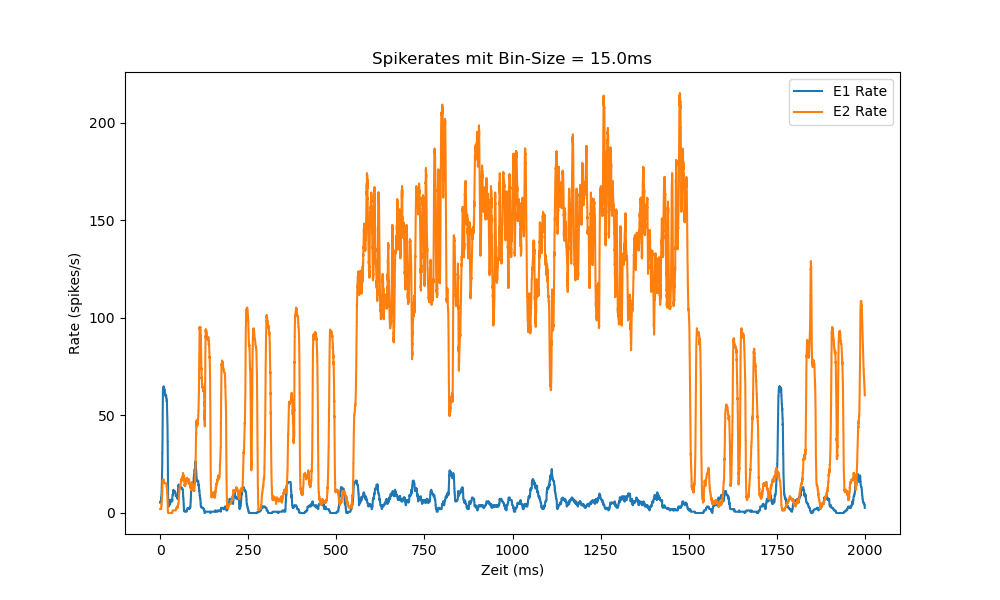 Spikerates mit Bin-Size = 15.0ms
E1 Rate
E2 Rate
Rate (spikes/s)
200
150
100
50
0
0 250 500 750 1000 1250 1500 1750 2000
Zeit (ms)